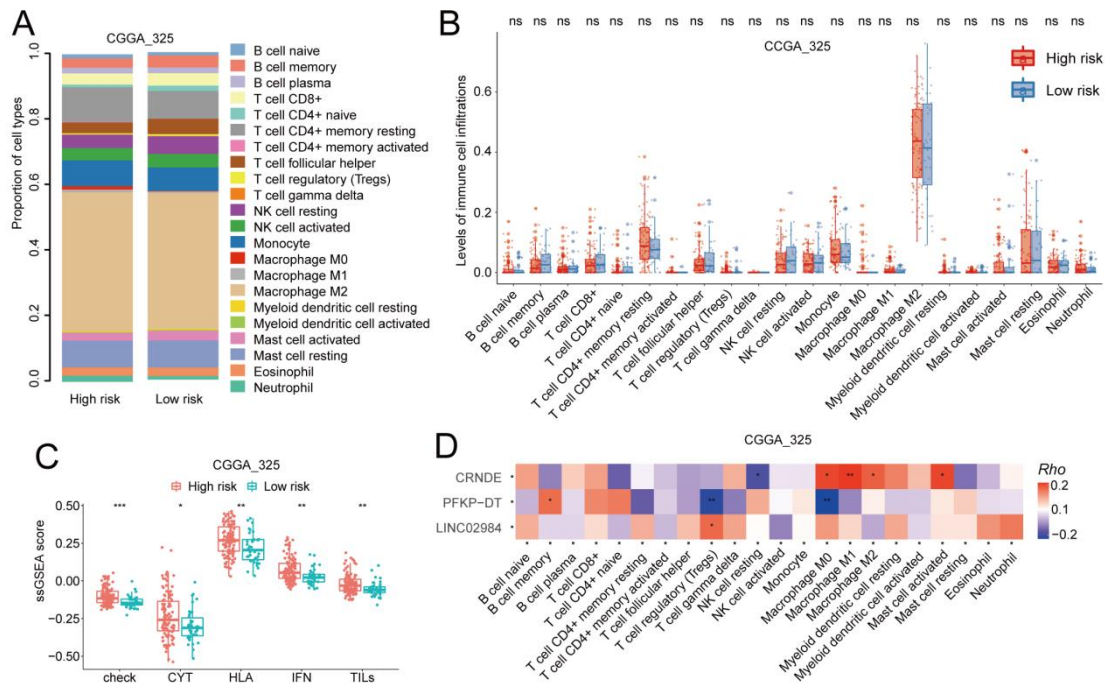 A
CGGA_325
Proportion of cell types
1.0
0.8
0.6
0.4
0.2
0.0
High risk
Low risk
B cell naive
B cell memory
B cell plasma
T cell CD8+
T cell CD4+ naive
T cell CD4+ memory resting
T cell CD4+ memory activated
T cell follicular helper
T cell regulatory (Tregs)
T cell gamma delta
NK cell resting
NK cell activated
Monocyte
Macrophage M0
Macrophage M1
Macrophage M2
Myeloid dendritic cell resting
Myeloid dendritic cell activated
Mast cell activated
Mast cell resting
Eosinophil
Neutrophil
B
ns ns ns ns ns ns ns ns ns ns ns ns ns ns ns ns ns ns ns ns ns ns
CCGA_325
High risk
Low risk
Levels of immune cell infiltrations
0.6
0.4
0.2
0.0
B cell naive
B cell memory
B cell plasma
T cell CD8+
T cell CD4+ naive
T cell CD4+ memory resting
T cell CD4+ memory activated
T cell follicular helper
T cell regulatory (Tregs)
T cell gamma delta
NK cell resting
NK cell activated
Monocyte
Macrophage M0
Macrophage M1
Macrophage M2
Myeloid dendritic cell resting
Myeloid dendritic cell activated
Mast cell activated
Mast cell resting
Eosinophil
Neutrophil
C
CGGA_325
High risk
Low risk
*** * ** ** **
ssGSEA score
0.50
0.25
0.00
−0.25
−0.50
check
CYT
HLA
IFN
TILs
D
CGGA_325
CRNDE
* * ** * *
PFKP−DT
* ** **
LINC02984
*
Rho
0.2
0.1
−0.2
B cell naive
B cell memory
B cell plasma
T cell CD8+
T cell CD4+ naive
T cell CD4+ memory resting
T cell CD4+ memory activated
T cell follicular helper
T cell regulatory (Tregs)
T cell gamma delta
NK cell resting
NK cell activated
Monocyte
Macrophage M0
Macrophage M1
Macrophage M2
Myeloid dendritic cell resting
Myeloid dendritic cell activated
Mast cell activated
Mast cell resting
Eosinophil
Neutrophil